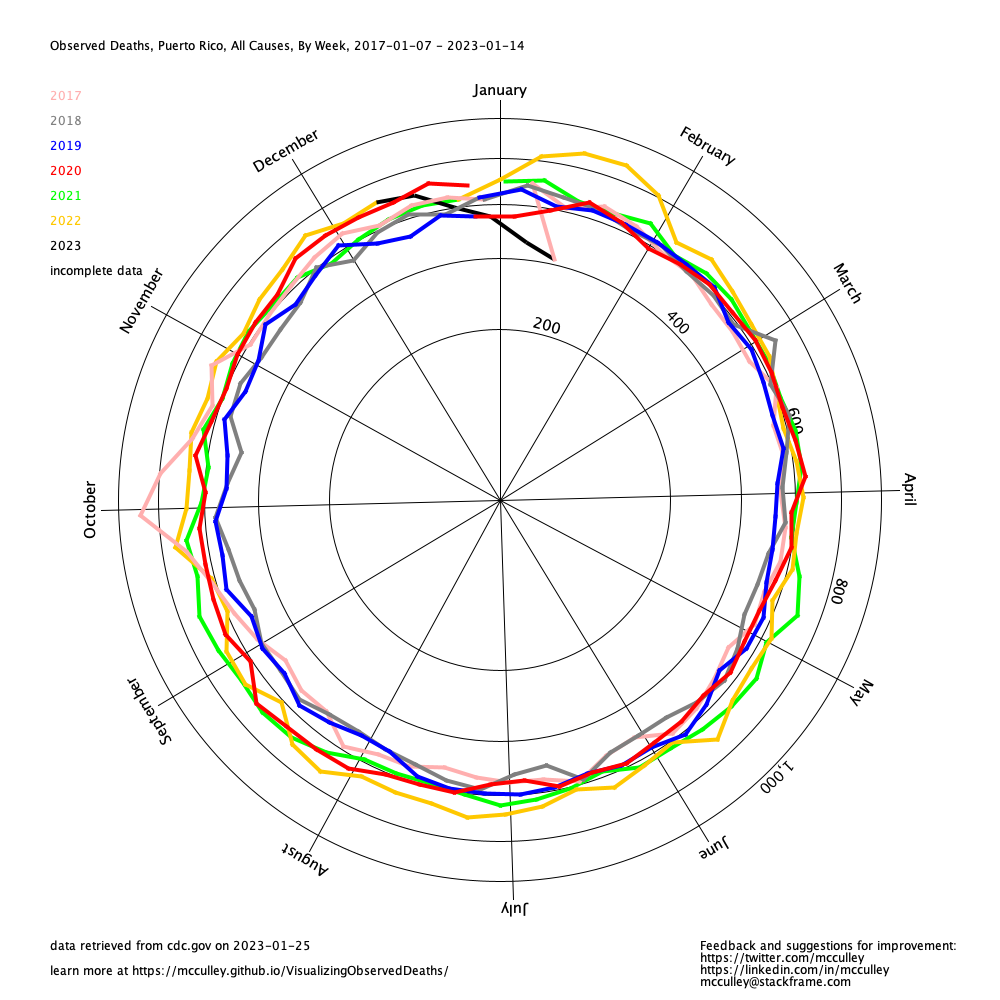 Observed Deaths, Puerto Rico, All Causes, By Week, 2017-01-07 - 2023-01-14
2017
2018
2019
2020
2021
2022
2023
incomplete data
January
February
March
April
May
June
July
August
September
October
November
December
200
400
600
800
1,000
data retrieved from cdc.gov on 2023-01-25
learn more at https://mcculley.github.io/VisualizingObservedDeaths/
Feedback and suggestions for improvement:
https://twitter.com/mcculley
https://linkedin.com/in/mcculley
mcculley@stackframe.com